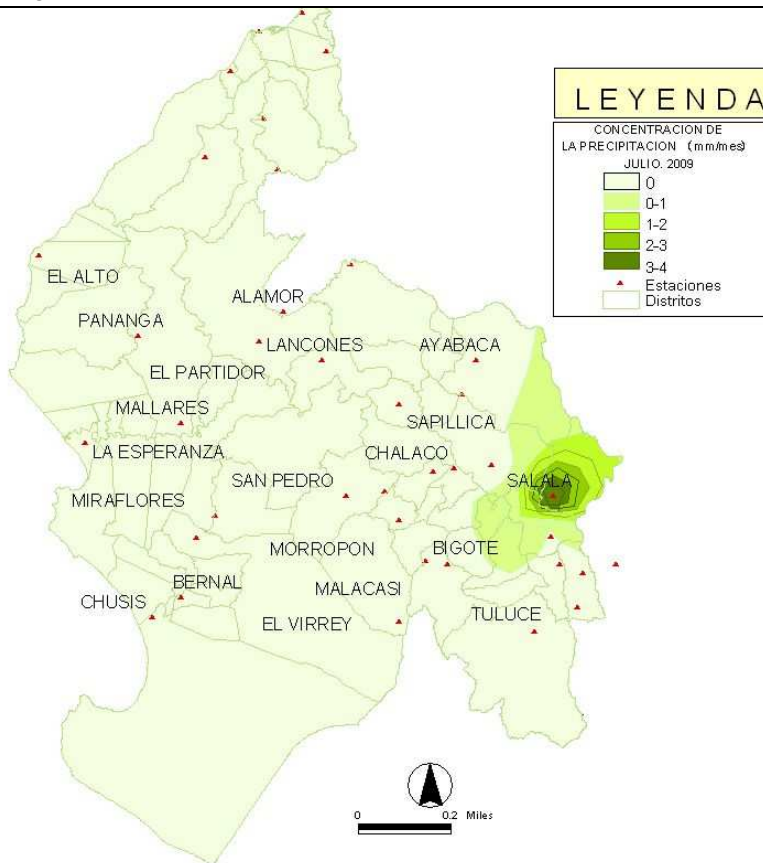 LEYENDA
CONCENTRACION DE
LA PRECIPITACION (mm/mes)
JULIO. 2009
0
0-1
1-2
2-3
3-4
Estaciones
Distritos
EL ALTO
ALAMOR
PANANGA
LANCONES
AYABACA
EL PARTIDOR
MALLARES
SAPILLICA
LA ESPERANZA
CHALACO
SAN PEDRO
SALALA
MIRAFLORES
MORROPON
BIGOTE
BERNAL
MALACASI
CHUSIS
EL VIRREY
TULUCE
0 0.2 Miles